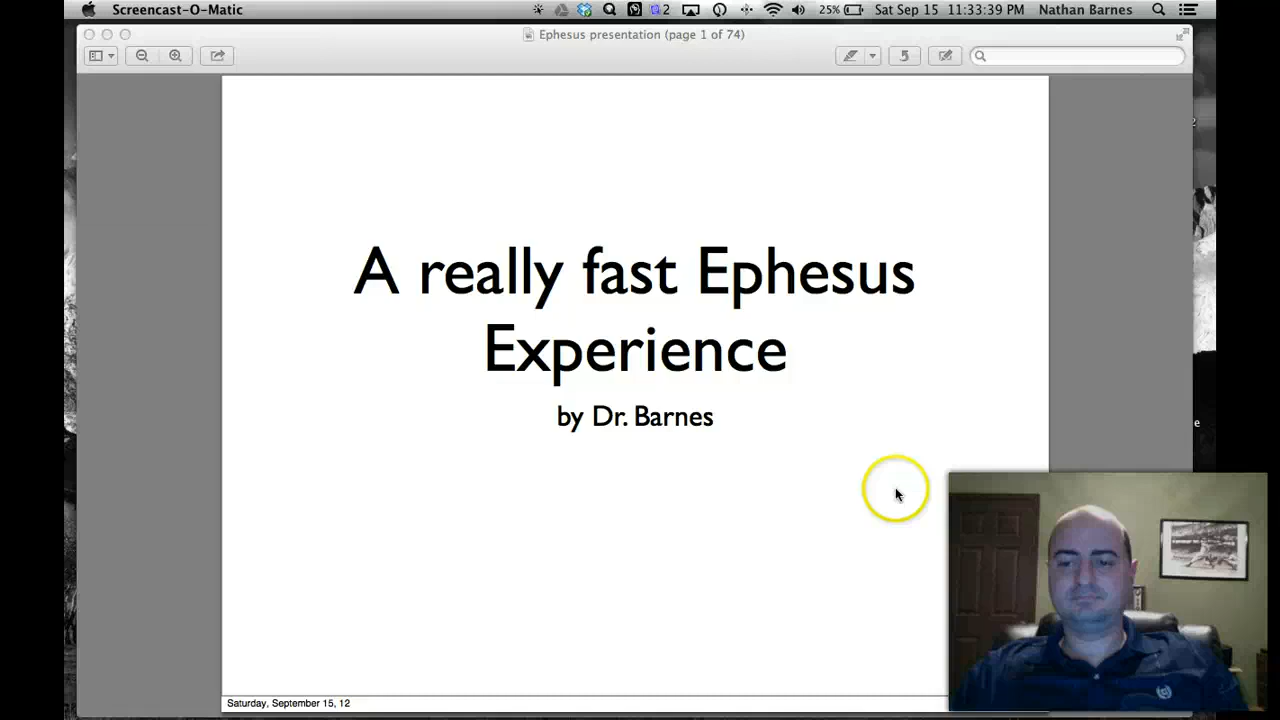 Screencast-O-Matic
2
25%
Sat Sep 15 11:33:39 PM
Nathan Barnes
Ephesus presentation (page 1 of 74)
A really fast Ephesus
Experience
by Dr. Barnes
Saturday, September 15, 12